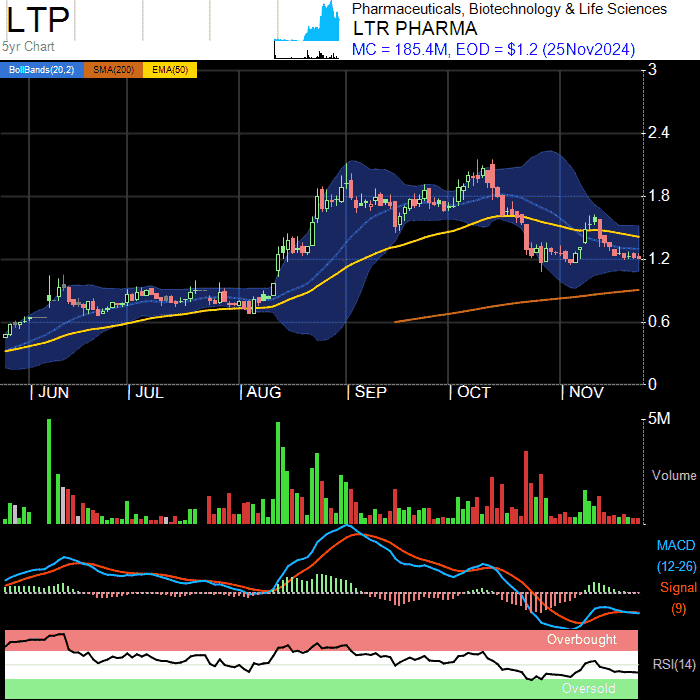 LTP
5yr Chart
Pharmaceuticals, Biotechnology & Life Sciences
LTR PHARMA
MC = 185.4M, EOD = $1.2 (25Nov2024)
BollBands(20,2) SMA(200) EMA(50)
3
2.4
1.8
1.2
0.6
0
| JUN | JUL | AUG | SEP | OCT | NOV
5M
Volume
MACD
(12-26)
Signal
(9)
Overbought
RSI(14)
Oversold